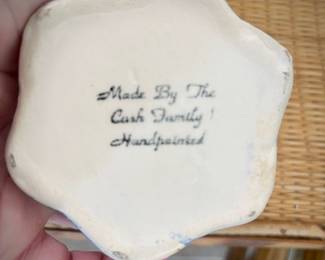 Made By The
Cash Family!
Handpainted